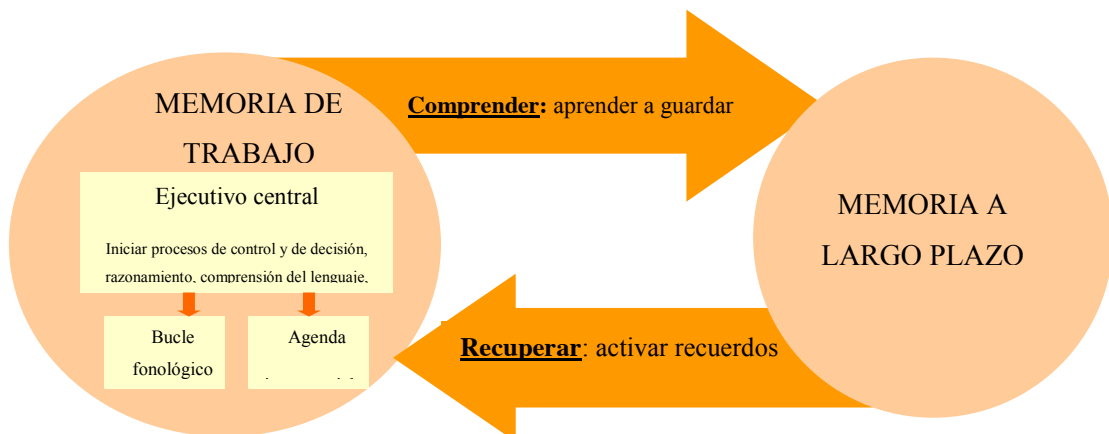 MEMORIA DE
TRABAJO
Ejecutivo central
Iniciar procesos de control y de decisión,
razonamiento, comprensión del lenguaje,
Bucle
fonológico
Agenda
Comprender: aprender a guardar
Recuperar: activar recuerdos
MEMORIA A
LARGO PLAZO